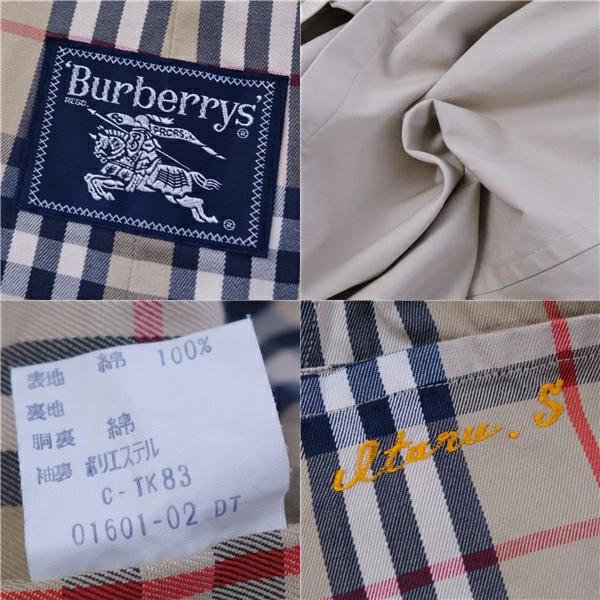 'Burberrys'
REGD.
®
PRORSUM
®
表地 綿 100%
裏地
胴裏 綿
袖裏 ポリエステル
C-TK83
01601-02 DT
Itaru. S